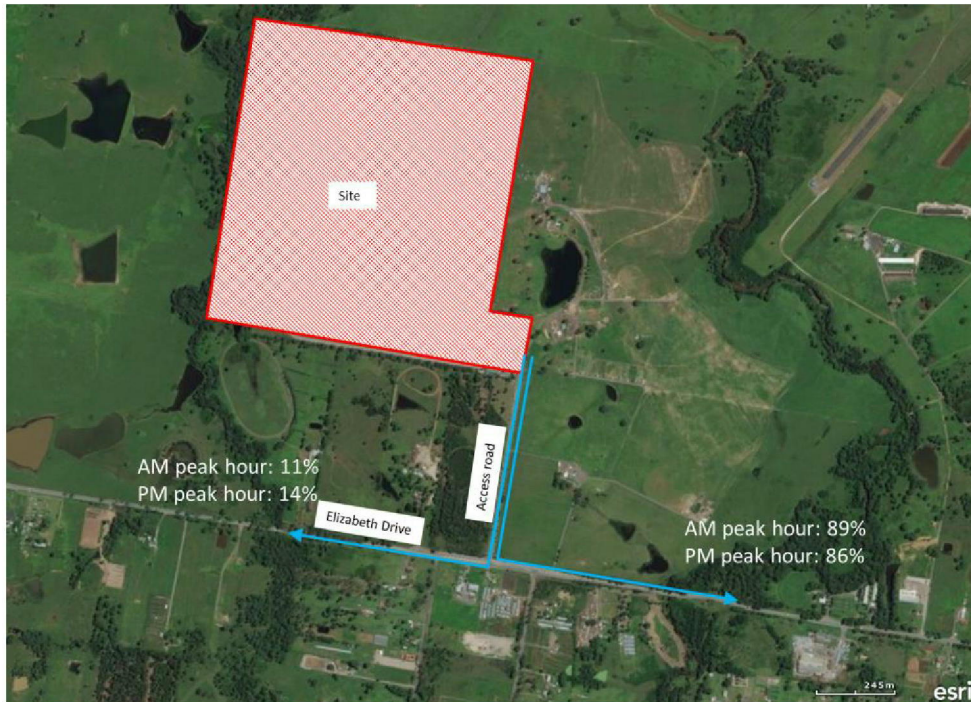 Site
Access road
AM peak hour: 11%
PM peak hour: 14%
Elizabeth Drive
AM peak hour: 89%
PM peak hour: 86%
245m
esri